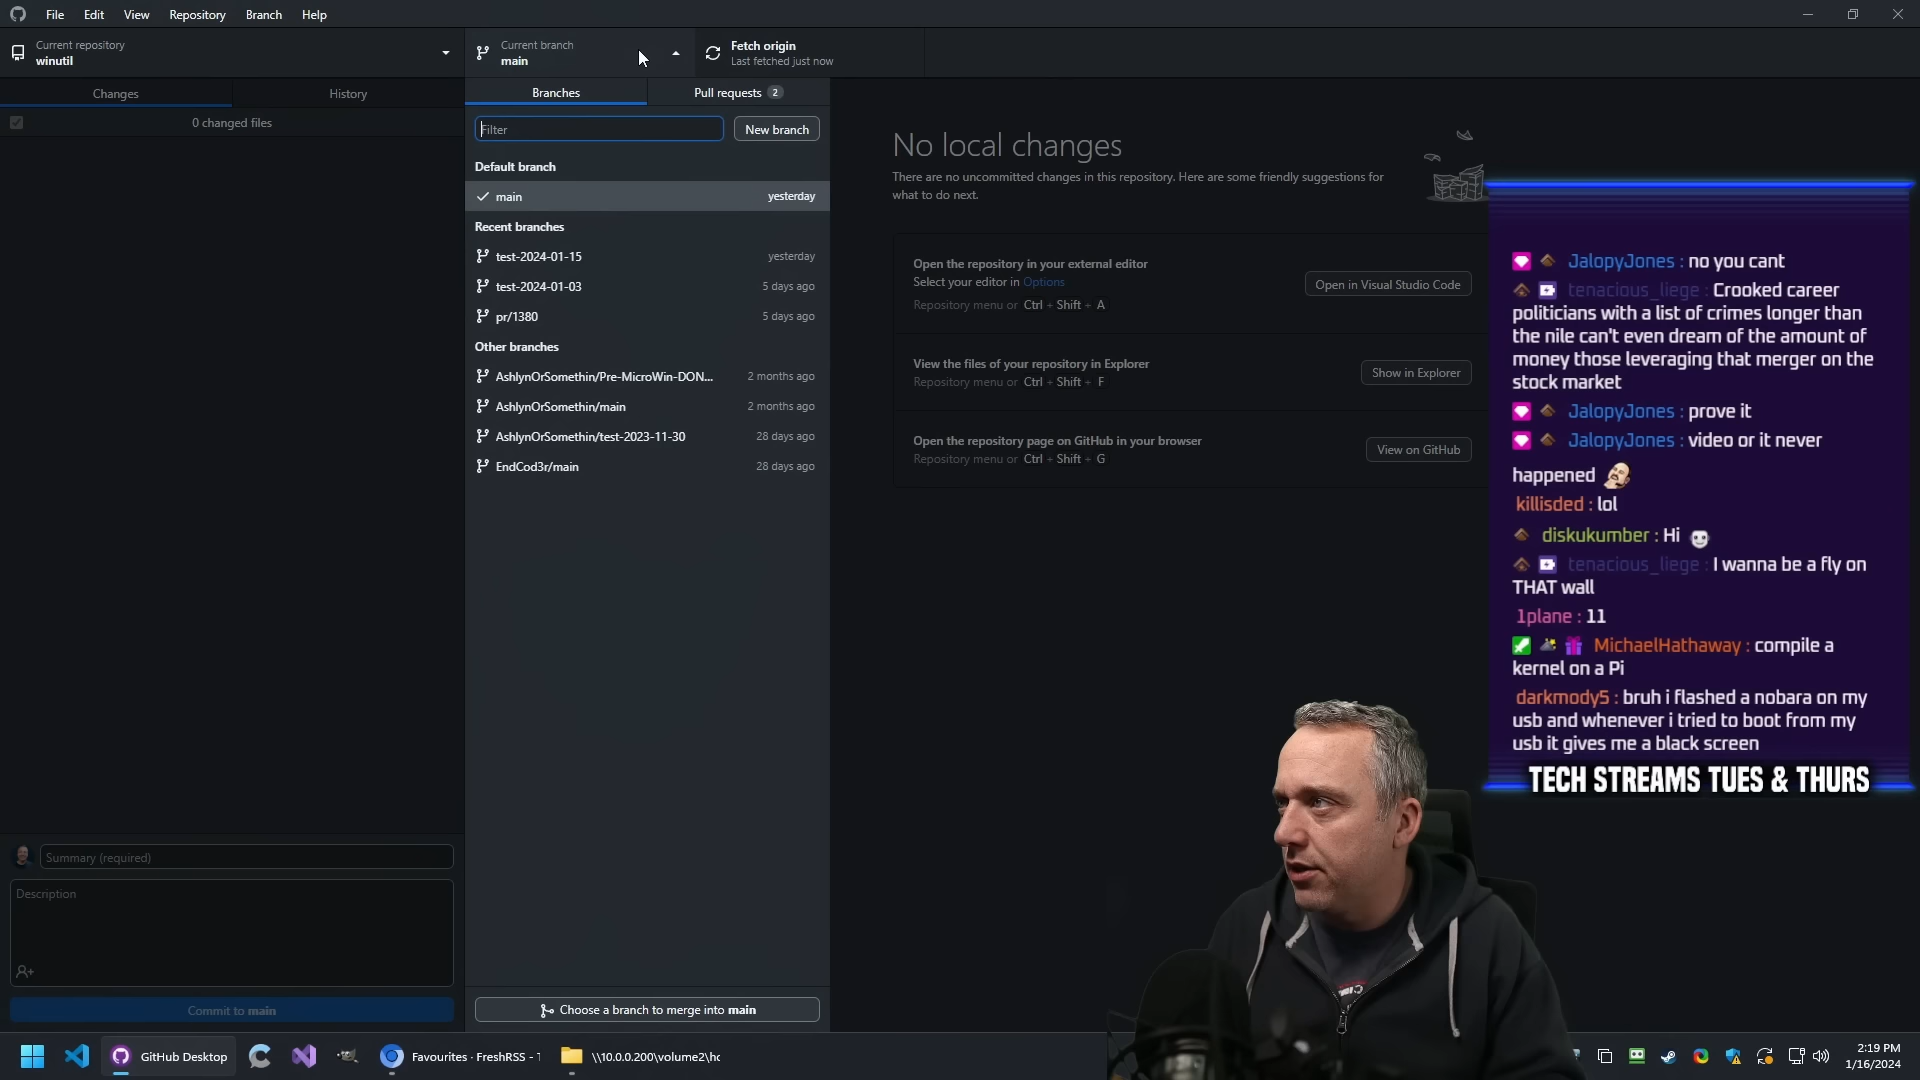 File Edit View Repository Branch Help
Current repository
winutil
Current branch
main
Fetch origin
Last fetched just now
Changes History
0 changed files
Branches Pull requests 2
Filter New branch
Default branch
main yesterday
Recent branches
test-2024-01-15 yesterday
test-2024-01-03 5 days ago
pr/1380 5 days ago
Other branches
AshlynOrSomethin/Pre-MicroWin-DON... 2 months ago
AshlynOrSomethin/main 2 months ago
AshlynOrSomethin/test-2023-11-30 28 days ago
EndCod3r/main 28 days ago
Choose a branch to merge into main
No local changes
There are no uncommitted changes in this repository. Here are some friendly suggestions for
what to do next.
Open the repository in your external editor
Select your editor in Options
Repository menu or Ctrl + Shift + A
Open in Visual Studio Code
View the files of your repository in Explorer
Repository menu or Ctrl + Shift + F
Show in Explorer
Open the repository page on GitHub in your browser
Repository menu or Ctrl + Shift + G
View on GitHub
JalopyJones : no you cant
tenacious_liege : Crooked career
politicians with a list of crimes longer than
the nile can't even dream of the amount of
money those leveraging that merger on the
stock market
JalopyJones : prove it
JalopyJones : video or it never
happened
killisded : lol
diskukumber : Hi
tenacious_liege : I wanna be a fly on
THAT wall
1plane : 11
MichaelHathaway : compile a
kernel on a Pi
darkmody5 : bruh i flashed a nobara on my
usb and whenever i tried to boot from my
usb it gives me a black screen
TECH STREAMS TUES & THURS
Summary (required)
Description
Commit to main
GitHub Desktop
Favourites · FreshRSS - 
\\10.0.0.200\volume2\hc
2:19 PM
1/16/2024